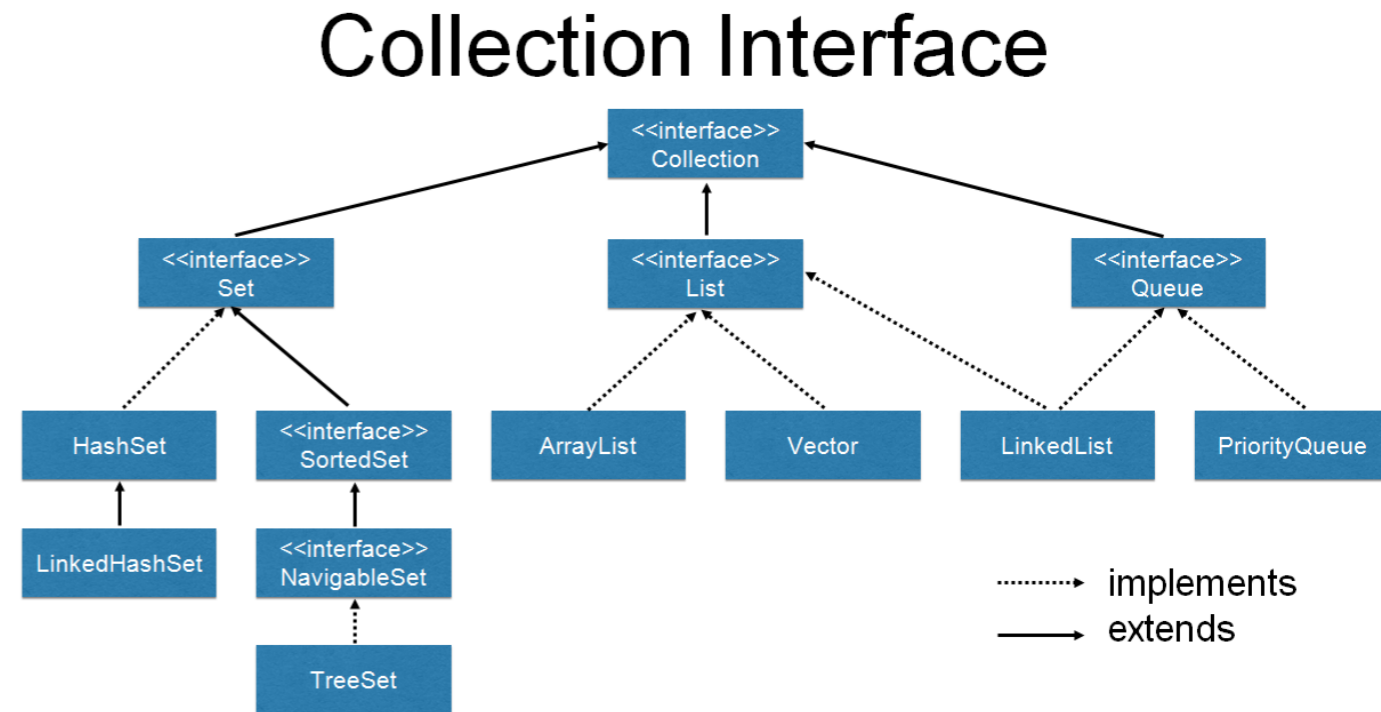 Collection Interface
<<interface>>
Collection
<<interface>>
Set
<<interface>>
List
<<interface>>
Queue
HashSet
<<interface>>
SortedSet
ArrayList
Vector
LinkedList
PriorityQueue
LinkedHashSet
<<interface>>
NavigableSet
TreeSet
implements
extends